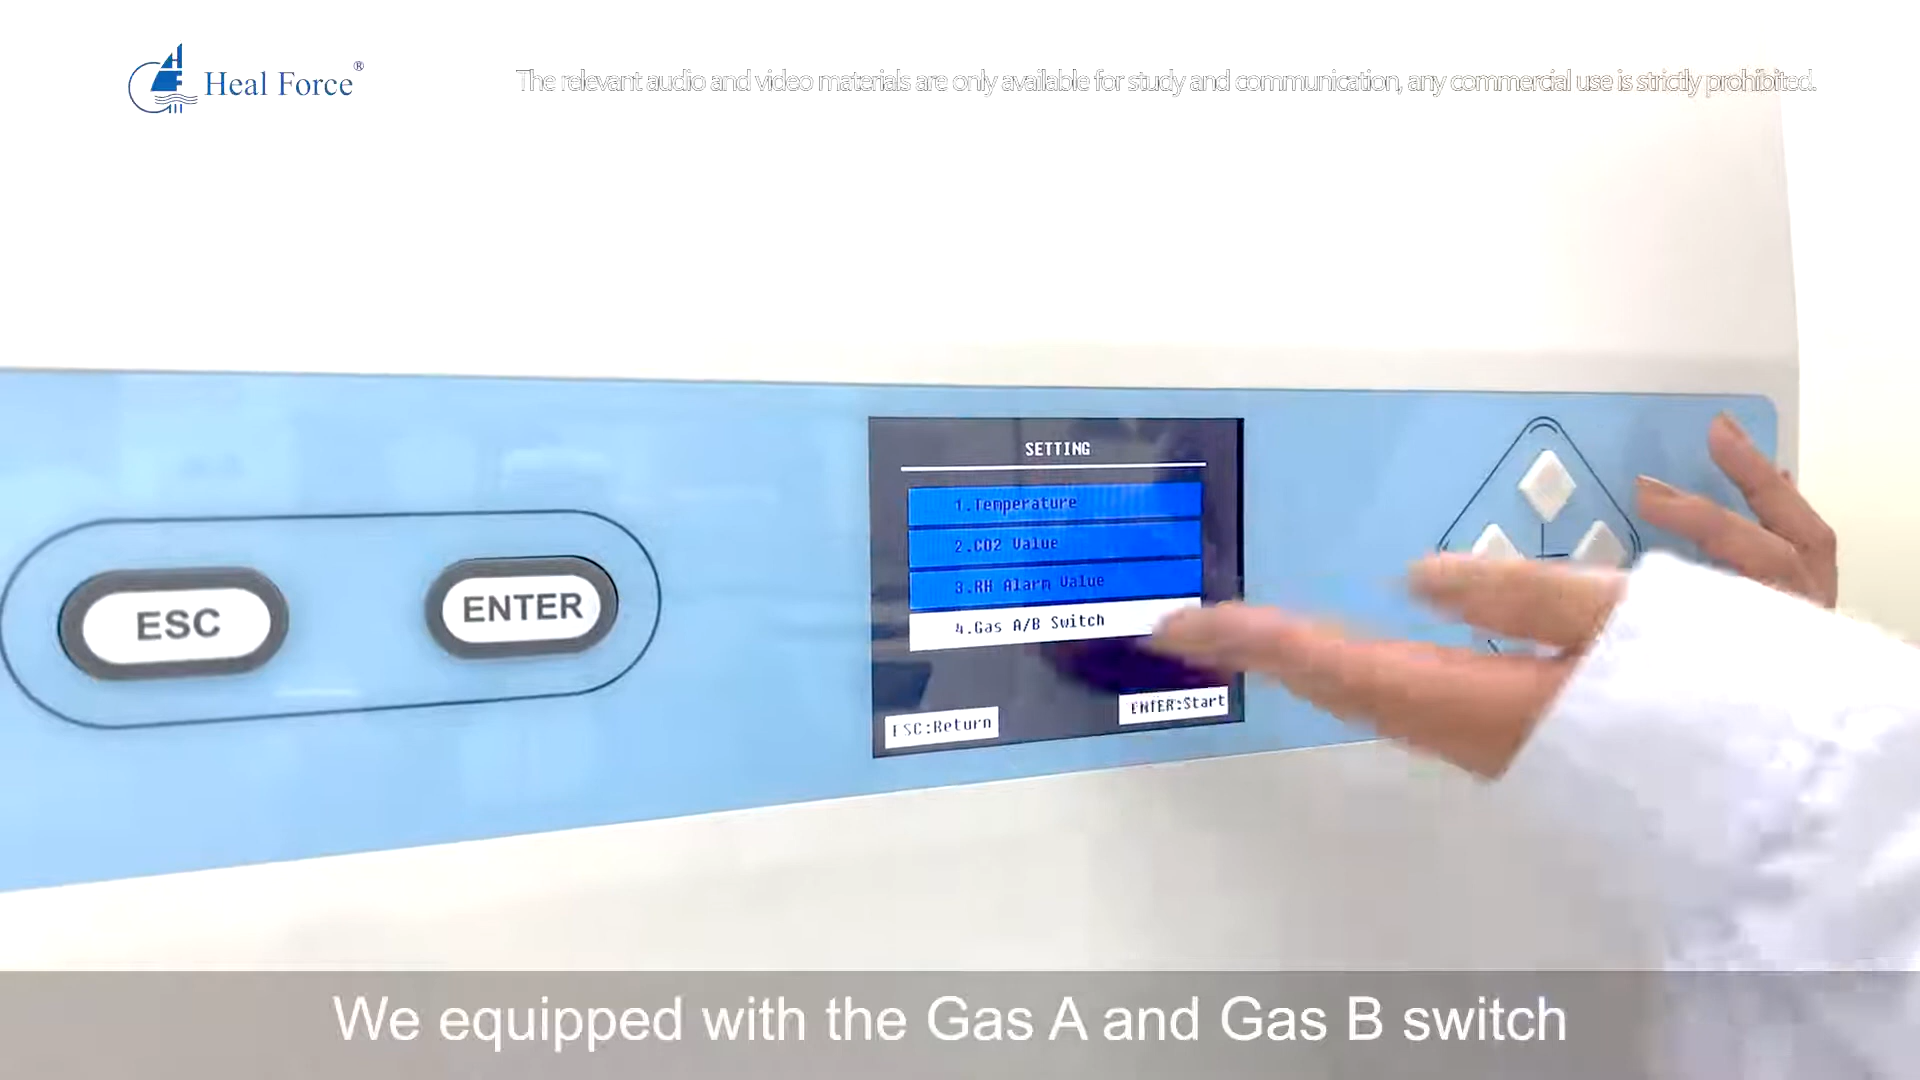 Heal Force®
The relevant audio and video materials are only available for study and communication, any commercial use is strictly prohibited.
SETTING
1.Temperature
2.CO2 Value
3.RH Alarm Value
4.Gas A/B Switch
ESC:Return
ENTER:Start
ESC
ENTER
We equipped with the Gas A and Gas B switch